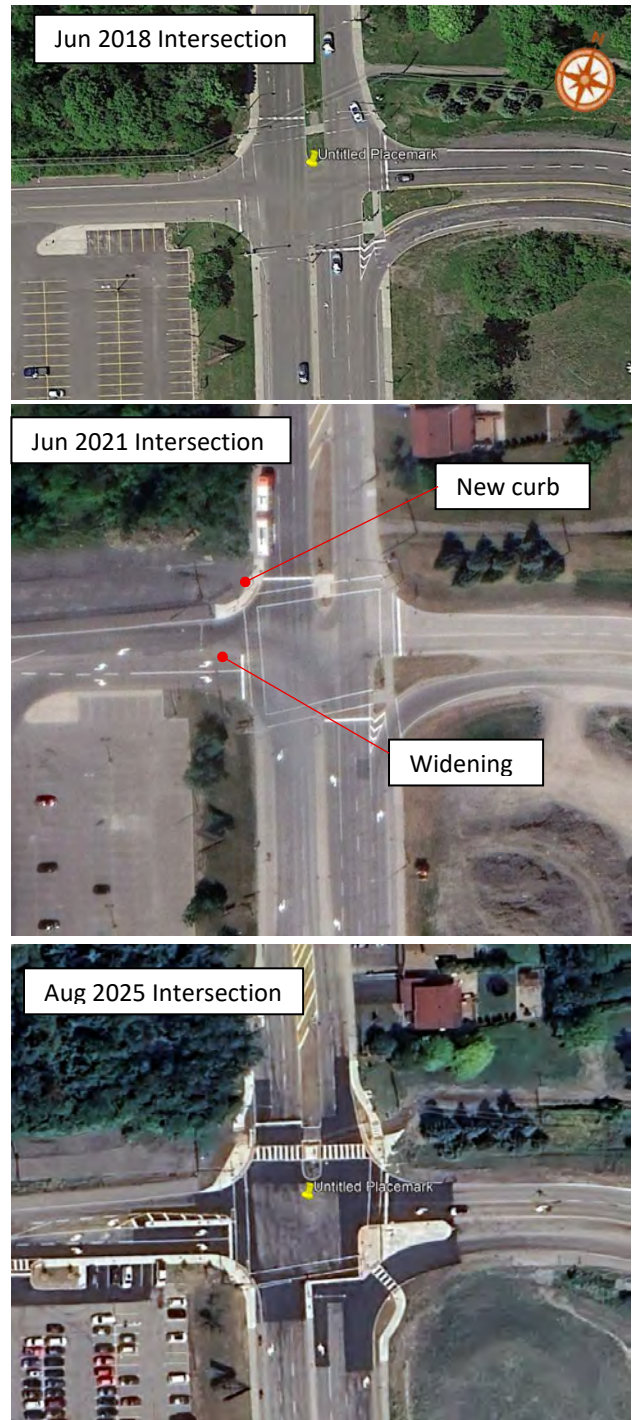 Jun 2018 Intersection
N
Untitled Placemark
Jun 2021 Intersection
New curb
Widening
Aug 2025 Intersection
Untitled Placemark